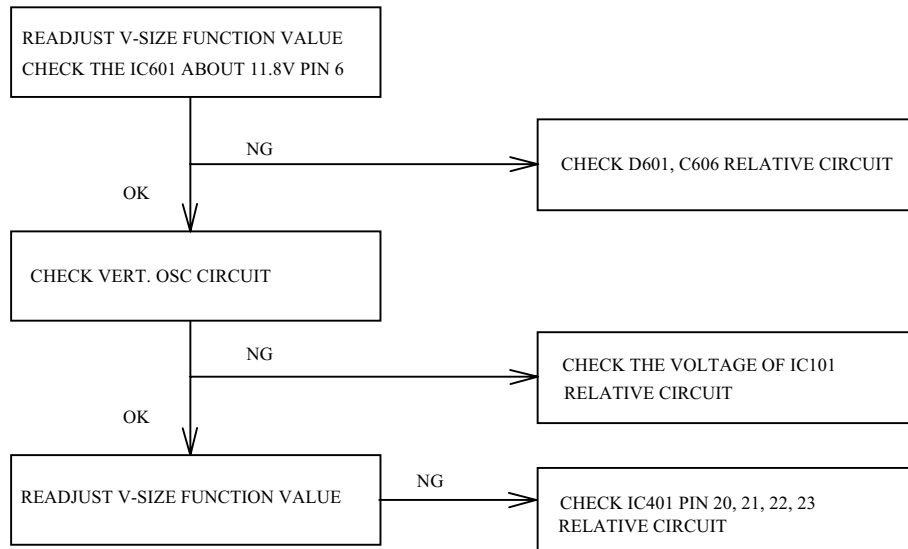 READJUST V-SIZE FUNCTION VALUE
CHECK THE IC601 ABOUT 11.8V PIN 6
NG
CHECK D601, C606 RELATIVE CIRCUIT
OK
CHECK VERT. OSC CIRCUIT
NG
CHECK THE VOLTAGE OF IC101
RELATIVE CIRCUIT
OK
READJUST V-SIZE FUNCTION VALUE
NG
CHECK IC401 PIN 20, 21, 22, 23
RELATIVE CIRCUIT